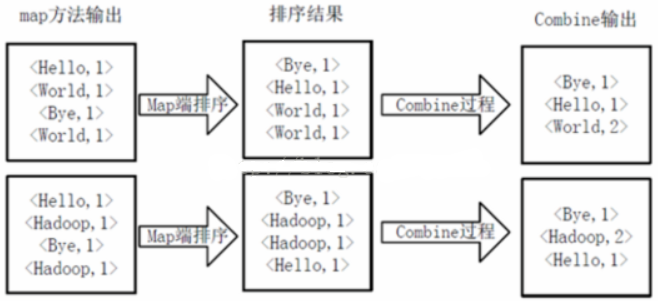 map方法输出 排序结果 Combine输出
<Hello,1>
<World,1>
<Bye,1>
<World,1>
Map端排序
<Bye,1>
<Hello,1>
<World,1>
<World,1>
Combine过程
<Bye,1>
<Hello,1>
<World,2>
<Hello,1>
<Hadoop,1>
<Bye,1>
<Hadoop,1>
Map端排序
<Bye,1>
<Hadoop,1>
<Hadoop,1>
<Hello,1>
Combine过程
<Bye,1>
<Hadoop,2>
<Hello,1>